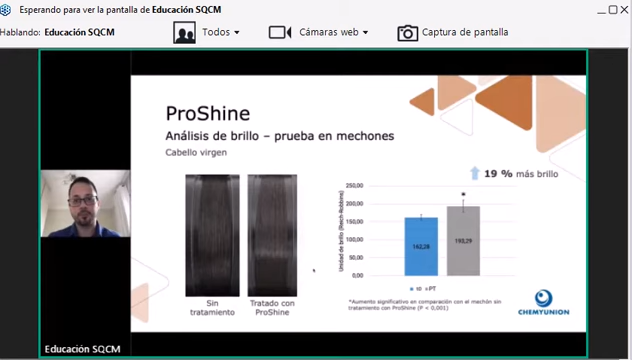 Esperando para ver la pantalla de Educación SQCM
Hablando: Educación SQCM
Todos
Cámaras web
Captura de pantalla
ProShine
Análisis de brillo – prueba en mechones
Cabello virgen
19 % más brillo
Unidad de brillo (Reich-Robbins)
250,00
200,00
150,00
100,00
50,00
0,00
162,28
193,29
*
PT
Sin
tratamiento
Tratado con
ProShine
*Aumento significativo en comparación con el mechón sin
tratamiento con ProShine (P < 0,001)
CHEMYUNION
Educación SQCM